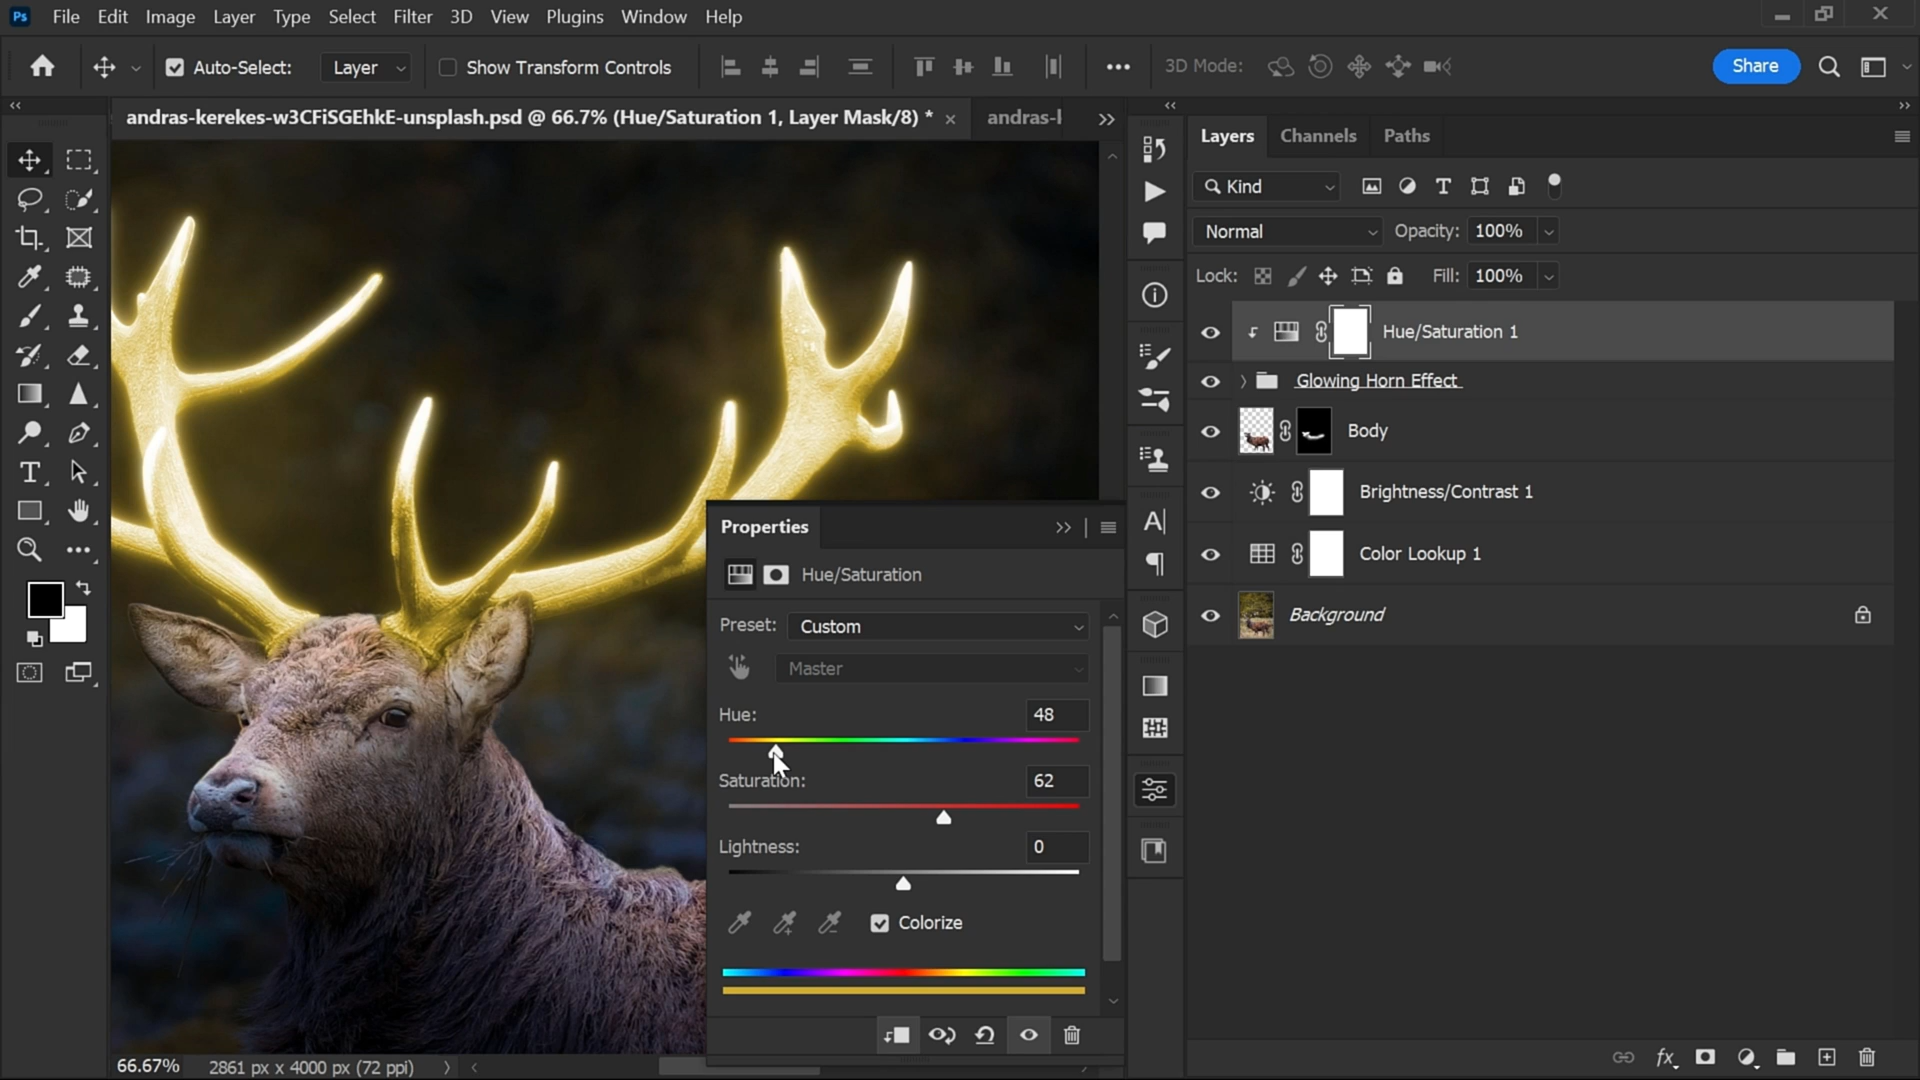 Ps File Edit Image Layer Type Select Filter 3D View Plugins Window Help
Auto-Select: Layer Show Transform Controls 3D Mode: Share
andras-kerekes-w3CFiSGEhkE-unsplash.psd @ 66.7% (Hue/Saturation 1, Layer Mask/8) * andras-
Layers Channels Paths
Kind
Normal Opacity: 100%
Lock: Fill: 100%
Hue/Saturation 1
Glowing Horn Effect
Body
Brightness/Contrast 1
Color Lookup 1
Background
Properties
Hue/Saturation
Preset: Custom
Master
Hue: 48
Saturation: 62
Lightness: 0
Colorize
66.67% 2861 px x 4000 px (72 ppi)